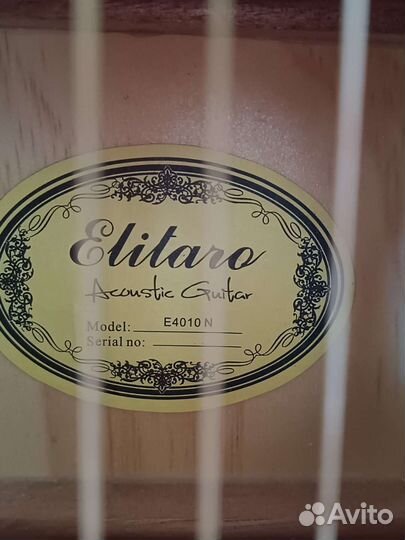 Elitaro
Acoustic Guitar
Model: E4010 N
Serial no:
Avito